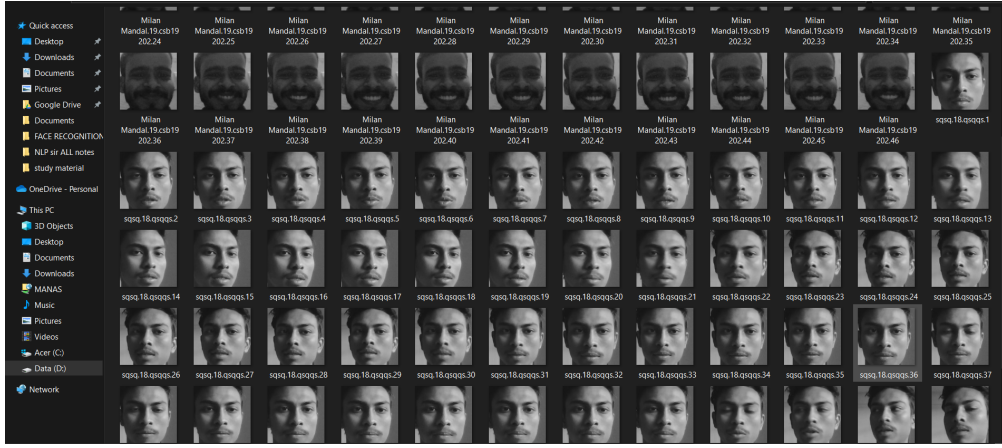 Quick access
Desktop
Downloads
Documents
Pictures
Google Drive
Documents
FACE RECOGNITION
NLP sir ALL notes
study material
OneDrive - Personal
This PC
3D Objects
Desktop
Documents
Downloads
MANAS
Music
Pictures
Videos
Acer (C:)
Data (D:)
Network
Milan Milan Milan Milan Milan Milan Milan Milan Milan Milan Milan Milan
Mandal.19.csb19 Mandal.19.csb19 Mandal.19.csb19 Mandal.19.csb19 Mandal.19.csb19 Mandal.19.csb19 Mandal.19.csb19 Mandal.19.csb19 Mandal.19.csb19 Mandal.19.csb19 Mandal.19.csb19 Mandal.19.csb19
202.24 202.25 202.26 202.27 202.28 202.29 202.30 202.31 202.32 202.33 202.34 202.35
Milan Milan Milan Milan Milan Milan Milan Milan Milan Milan Milan sqsq.18.qsqqs.1
Mandal.19.csb19 Mandal.19.csb19 Mandal.19.csb19 Mandal.19.csb19 Mandal.19.csb19 Mandal.19.csb19 Mandal.19.csb19 Mandal.19.csb19 Mandal.19.csb19 Mandal.19.csb19 Mandal.19.csb19
202.36 202.37 202.38 202.39 202.40 202.41 202.42 202.43 202.44 202.45 202.46
sqsq.18.qsqqs.2 sqsq.18.qsqqs.3 sqsq.18.qsqqs.4 sqsq.18.qsqqs.5 sqsq.18.qsqqs.6 sqsq.18.qsqqs.7 sqsq.18.qsqqs.8 sqsq.18.qsqqs.9 sqsq.18.qsqqs.10 sqsq.18.qsqqs.11 sqsq.18.qsqqs.12 sqsq.18.qsqqs.13
sqsq.18.qsqqs.14 sqsq.18.qsqqs.15 sqsq.18.qsqqs.16 sqsq.18.qsqqs.17 sqsq.18.qsqqs.18 sqsq.18.qsqqs.19 sqsq.18.qsqqs.20 sqsq.18.qsqqs.21 sqsq.18.qsqqs.22 sqsq.18.qsqqs.23 sqsq.18.qsqqs.24 sqsq.18.qsqqs.25
sqsq.18.qsqqs.26 sqsq.18.qsqqs.27 sqsq.18.qsqqs.28 sqsq.18.qsqqs.29 sqsq.18.qsqqs.30 sqsq.18.qsqqs.31 sqsq.18.qsqqs.32 sqsq.18.qsqqs.33 sqsq.18.qsqqs.34 sqsq.18.qsqqs.35 sqsq.18.qsqqs.36 sqsq.18.qsqqs.37